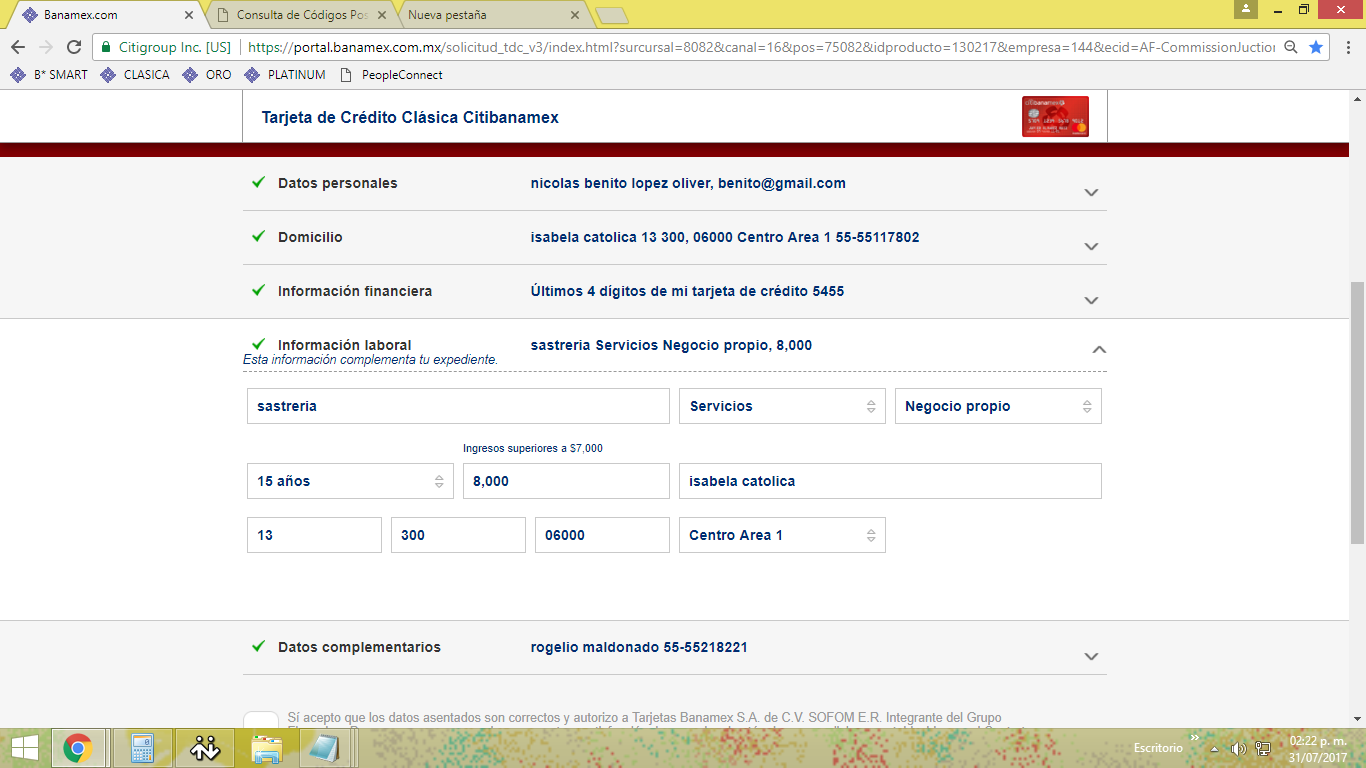 Banamex.com
Consulta de Códigos Pos
Nueva pestaña
Citigroup Inc. [US] https://portal.banamex.com.mx/solicitud_tdc_v3/index.html?surcursal=8082&canal=16&pos=75082&idproducto=130217&empresa=144&ecid=AF-CommissionJuctior
B* SMART CLASICA ORO PLATINUM PeopleConnect
Tarjeta de Crédito Clásica Citibanamex
citibanamex
Datos personales nicolas benito lopez oliver, benito@gmail.com
Domicilio isabela catolica 13 300, 06000 Centro Area 1 55-55117802
Información financiera Últimos 4 dígitos de mi tarjeta de crédito 5455
Información laboral sastreria Servicios Negocio propio, 8,000
Esta información complementa tu expediente.
sastreria Servicios Negocio propio
Ingresos superiores a $7,000
15 años 8,000 isabela catolica
13 300 06000 Centro Area 1
Datos complementarios rogelio maldonado 55-55218221
Sí acepto que los datos asentados son correctos y autorizo a Tarjetas Banamex S.A. de C.V. SOFOM E.R. Integrante del Grupo
Escritorio
02:22 p. m.
31/07/2017